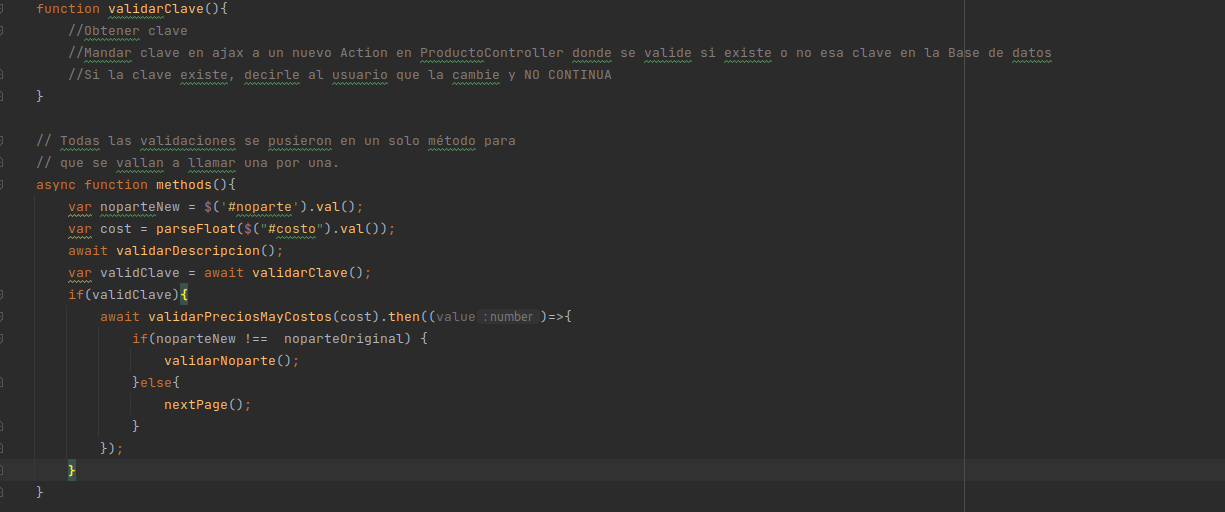 function validarClave(){
//Obtener clave
//Mandar clave en ajax a un nuevo Action en ProductoController donde se valide si existe o no esa clave en la Base de datos
//Si la clave existe, decirle al usuario que la cambie y NO CONTINUA
}
// Todas las validaciones se pusieron en un solo método para
// que se vallan a llamar una por una.
async function methods(){
var noparteNew = $('#noparte').val();
var cost = parseFloat($("#costo").val());
await validarDescripcion();
var validClave = await validarClave();
if(validClave){
await validarPreciosMayCostos(cost).then((value : number )=>{
if(noparteNew !==  noparteOriginal) {
validarNoparte();
}else{
nextPage();
}
});
}
}